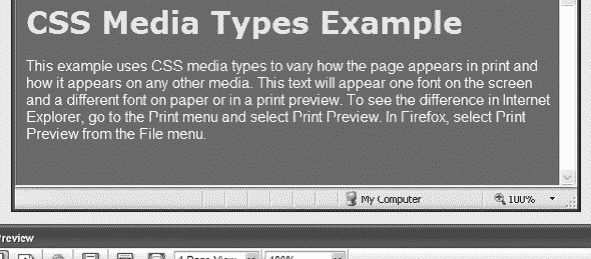 CSS Media Types Example
This example uses CSS media types to vary how the page appears in print and
how it appears on any other media. This text will appear one font on the screen
and a different font on paper or in a print preview. To see the difference in Internet
Explorer, go to the Print menu and select Print Preview. In Firefox, select Print
Preview from the File menu.
My Computer
100%
review
1 Page View
100%